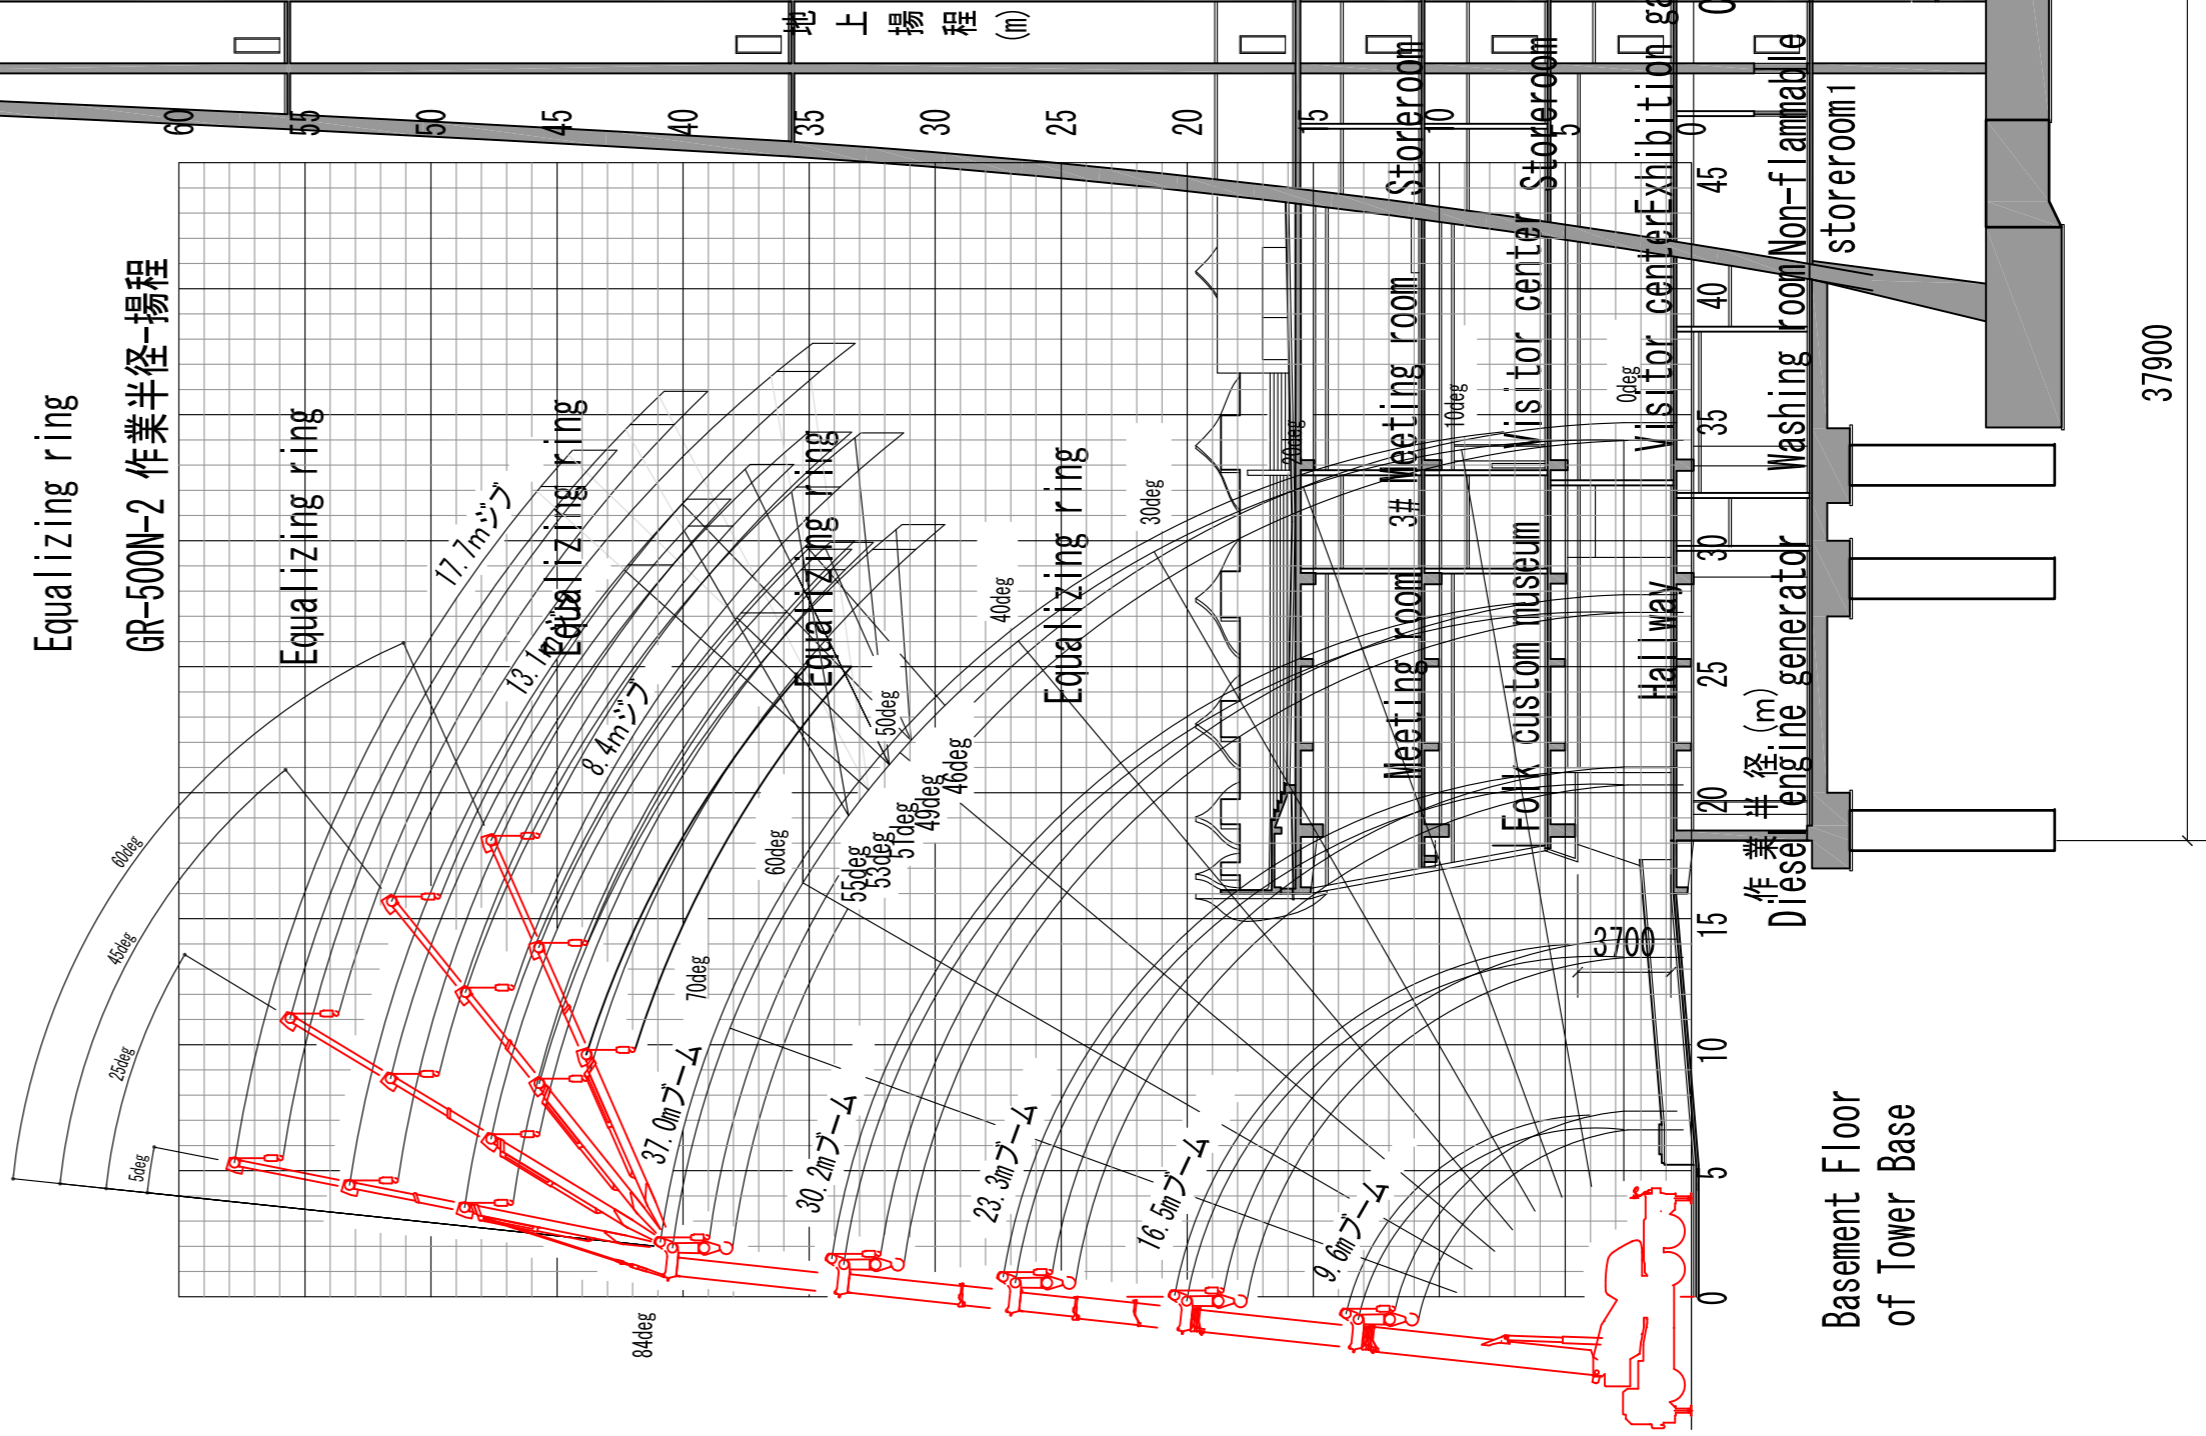 Equalizing ring
GR-500N-2 作業半径-揚程
Equalizing ring
Equalizing ring
Equalizing ring
Equalizing ring
地上揚程(m)
60
55
50
45
40
35
30
25
20
15
10
5
0
45
40
35
30
25
20
15
10
5
0
作業半径(m)
17.7mジブ
13.1mジブ
8.4mジブ
37.0mブーム
30.2mブーム
23.3mブーム
16.5mブーム
9.6mブーム
60deg
45deg
25deg
5deg
84deg
70deg
60deg
55deg
53deg
51deg
49deg
46deg
50deg
40deg
30deg
20deg
10deg
0deg
Storeroom
3# Meeting room
Meeting room
Storeroom
Visitor center
Folk custom museum
Exhibition
Visitor center
Hallway
Non-flammable
storeroom1
Washing room
Diesel engine generator
3700
37900
Basement Floor
of Tower Base